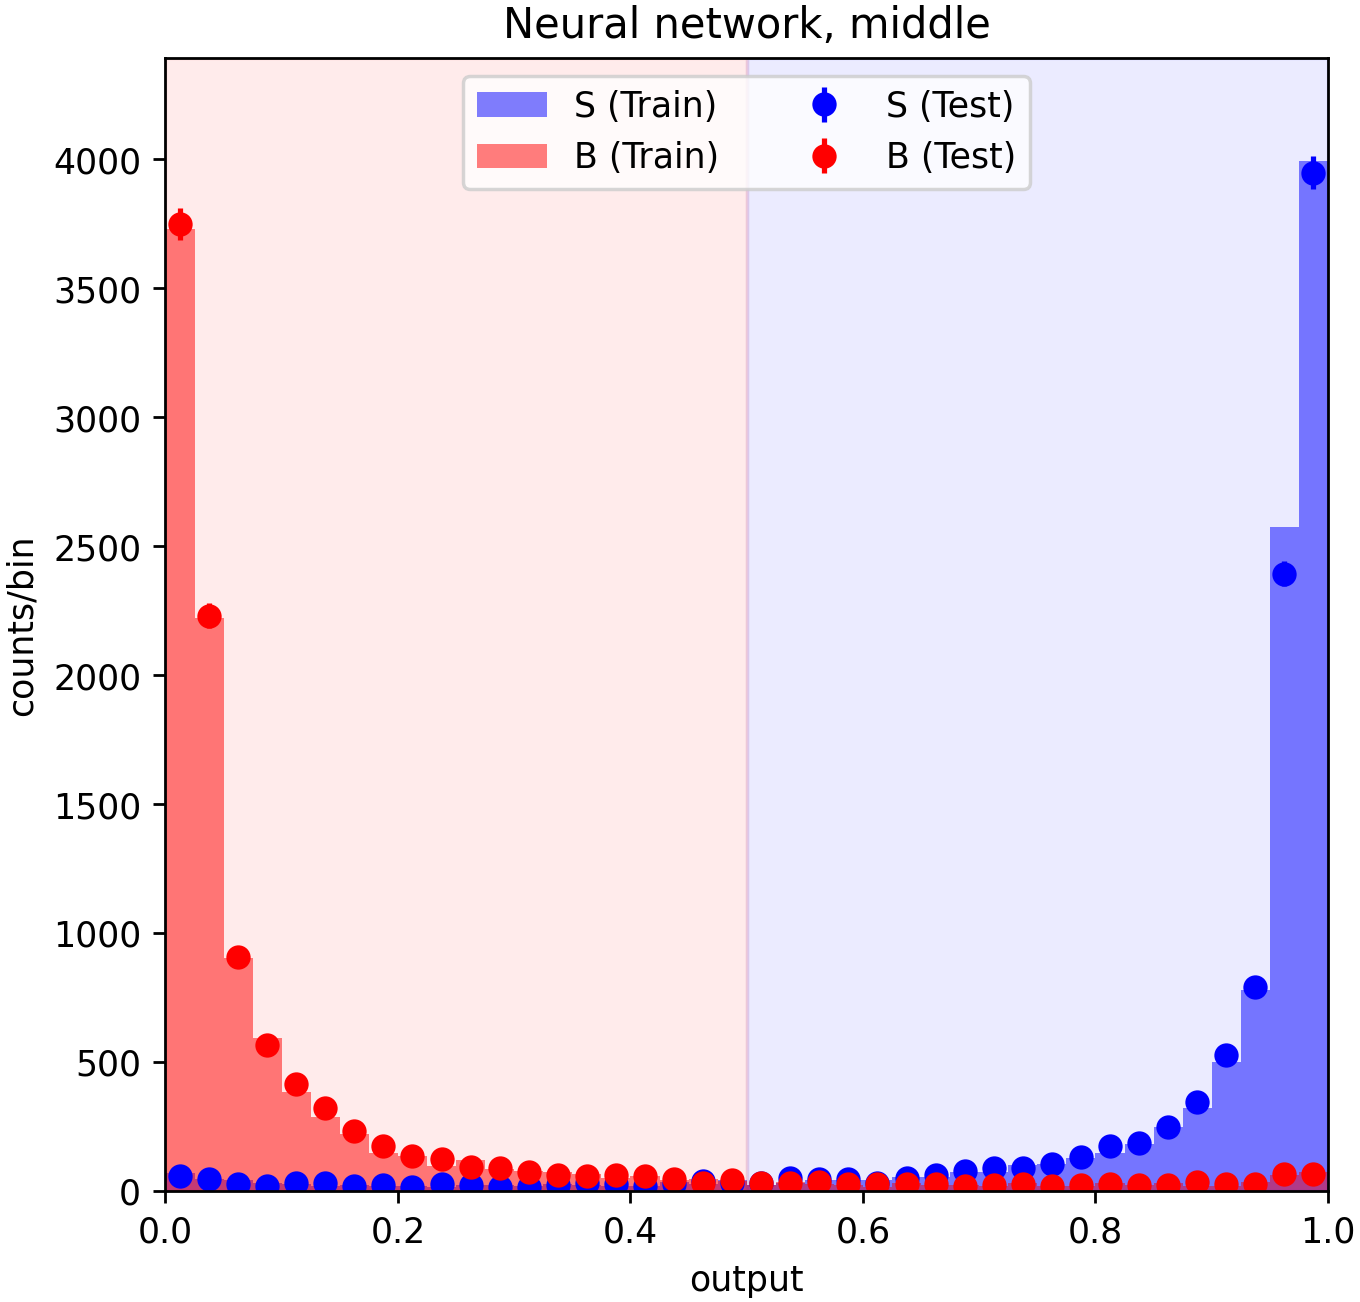 Neural network, middle
S (Train) S (Test)
B (Train) B (Test)
4000
3500
3000
2500
2000
1500
1000
500
0
counts/bin
0.0 0.2 0.4 0.6 0.8 1.0
output